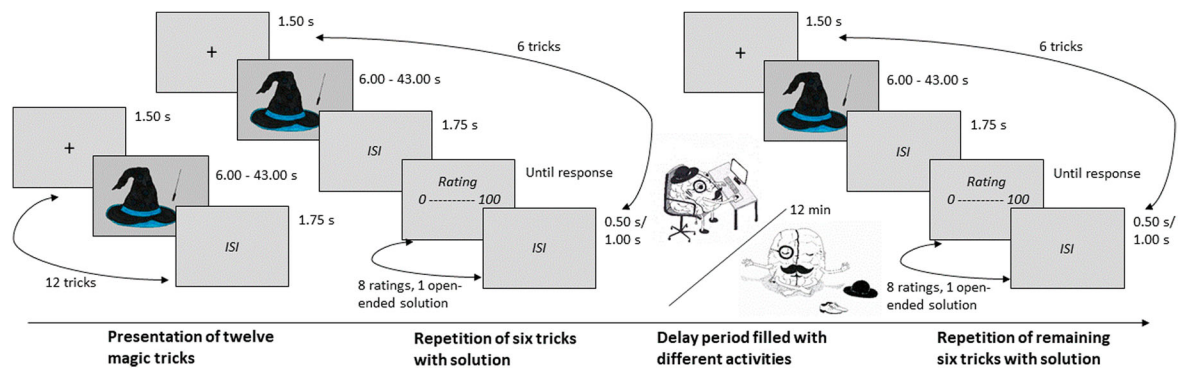 +
1.50 s
6.00 - 43.00 s
ISI
1.75 s
12 tricks
+
1.50 s
6 tricks
6.00 - 43.00 s
ISI
1.75 s
Rating
0 ---------- 100
Until response
ISI
0.50 s/
1.00 s
8 ratings, 1 open-
ended solution
12 min
+
1.50 s
6 tricks
6.00 - 43.00 s
ISI
1.75 s
Rating
0 ---------- 100
Until response
ISI
0.50 s/
1.00 s
8 ratings, 1 open-
ended solution
Presentation of twelve
magic tricks
Repetition of six tricks
with solution
Delay period filled with
different activities
Repetition of remaining
six tricks with solution